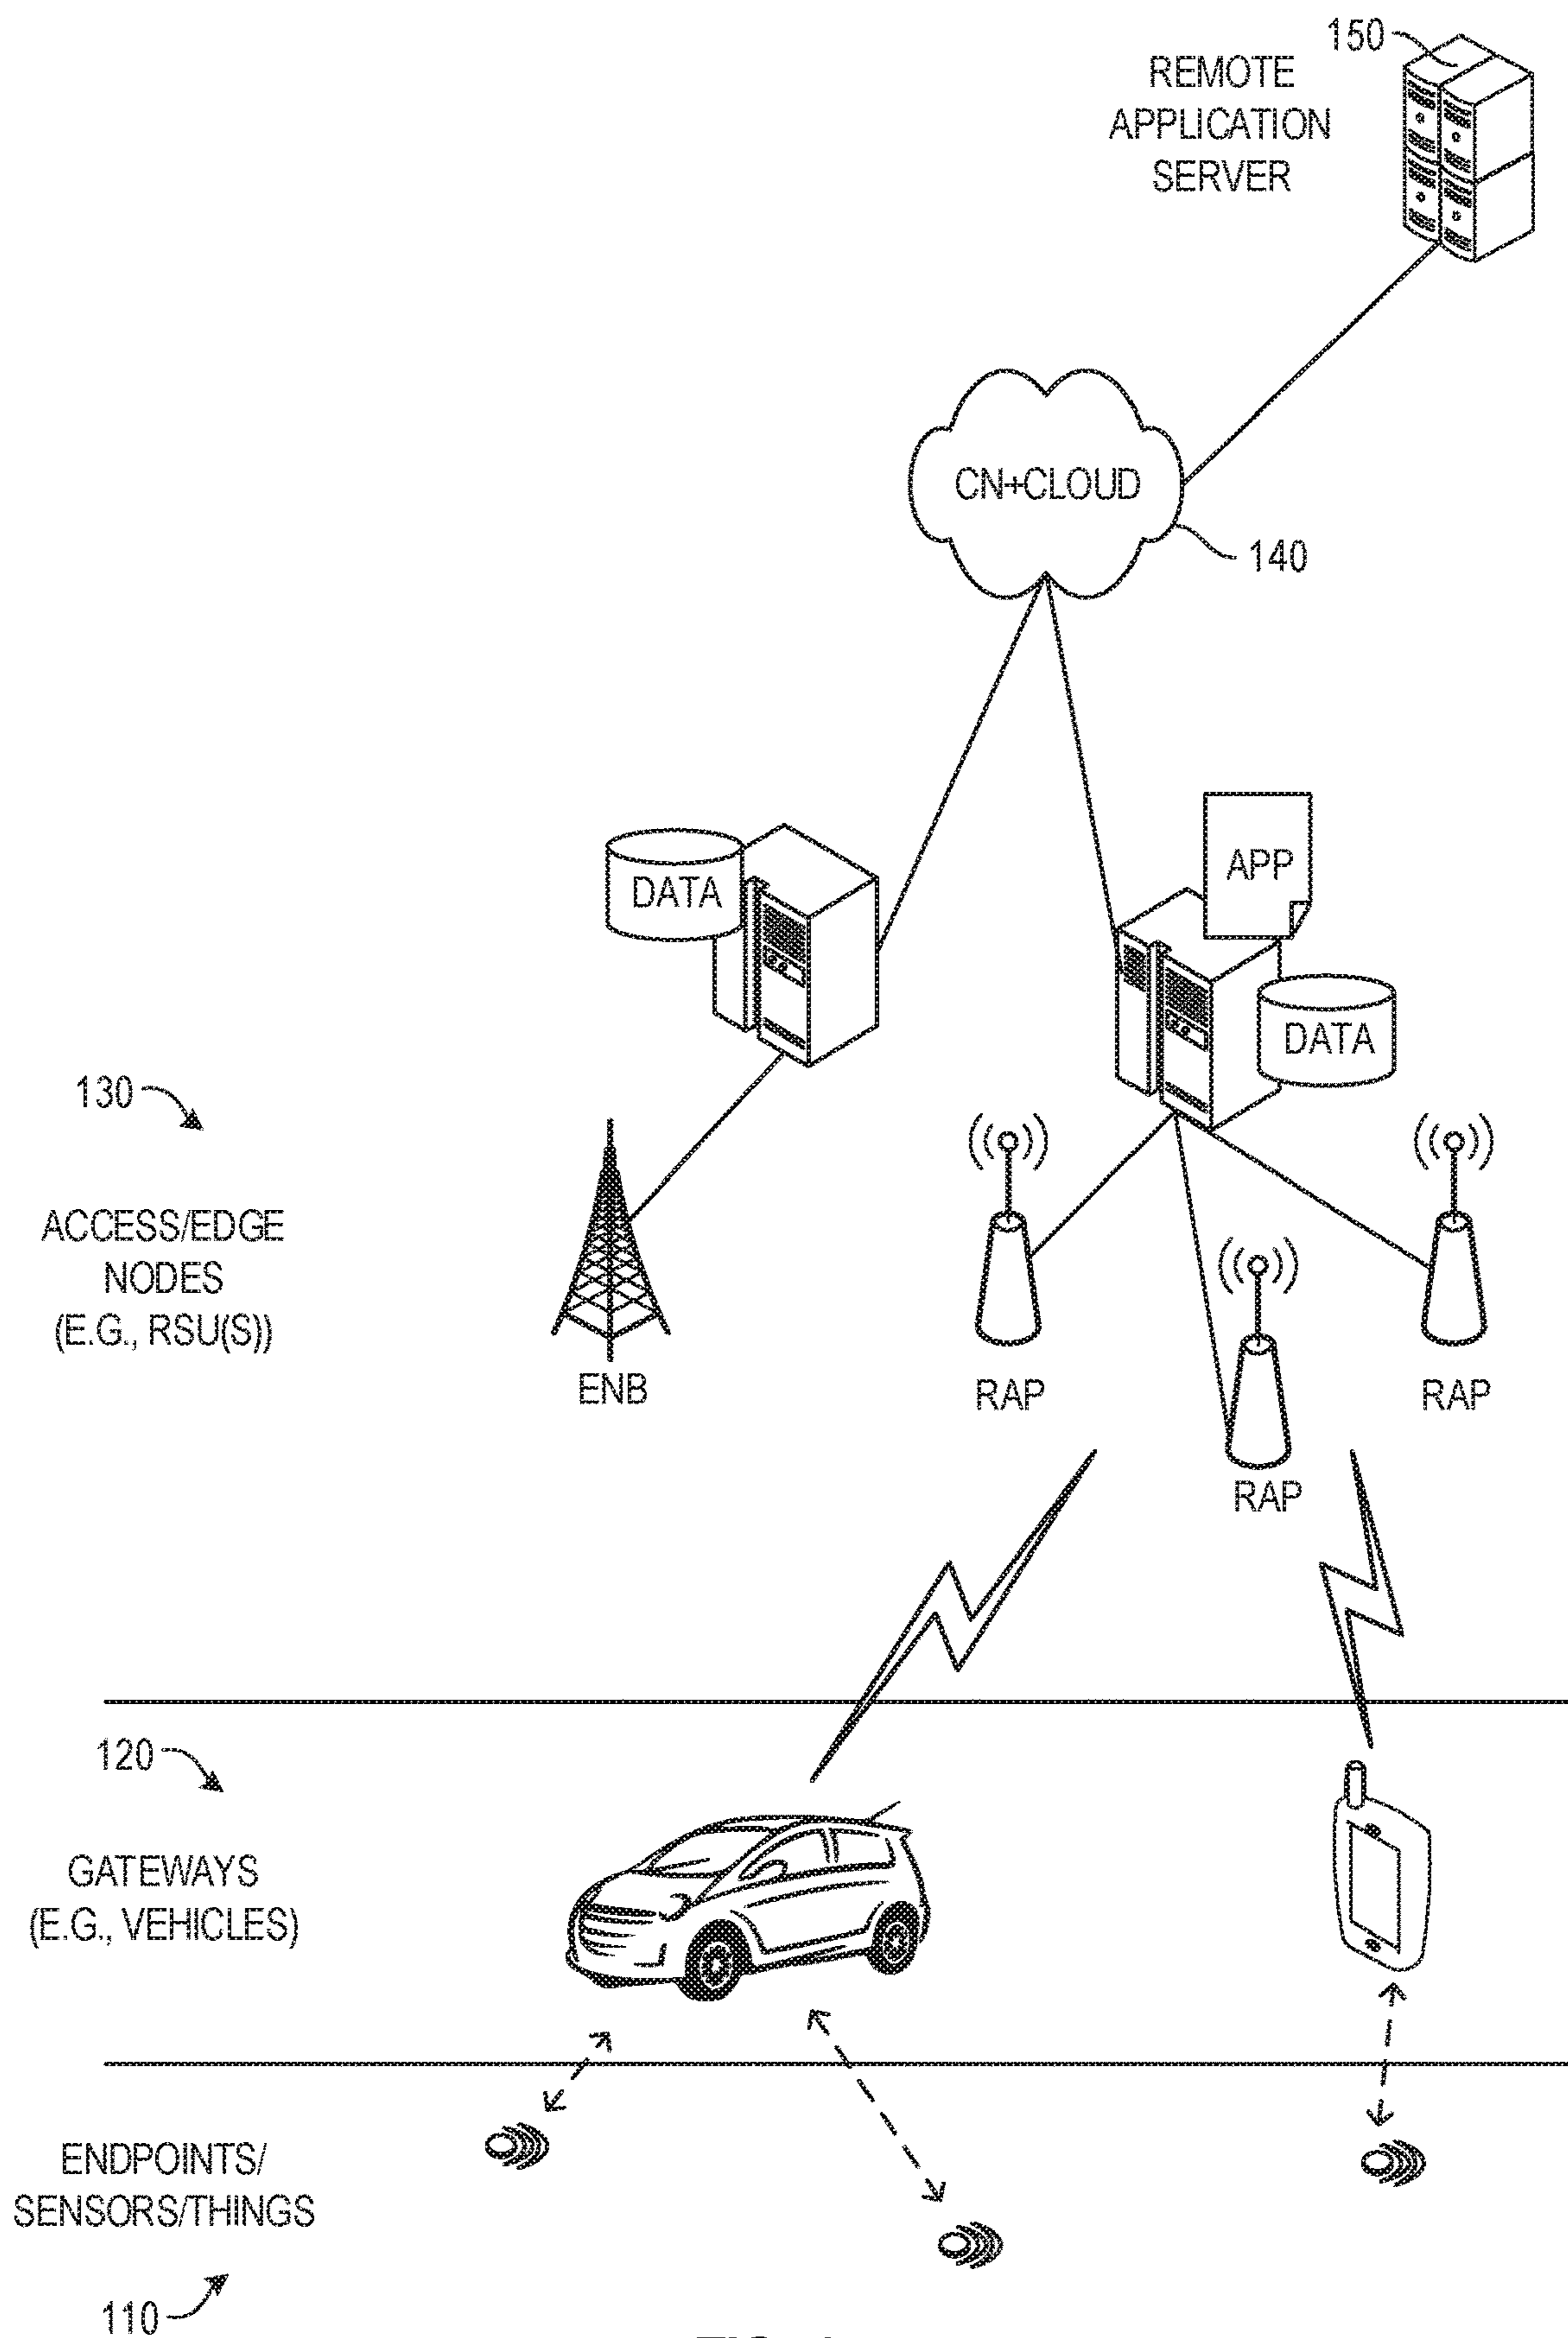 150
REMOTE
APPLICATION
SERVER
CN+CLOUD
140
APP
DATA
DATA
130
ACCESS/EDGE
NODES
(E.G., RSU(S))
ENB
RAP
RAP
RAP
120
GATEWAYS
(E.G., VEHICLES)
ENDPOINTS/
SENSORS/THINGS
110